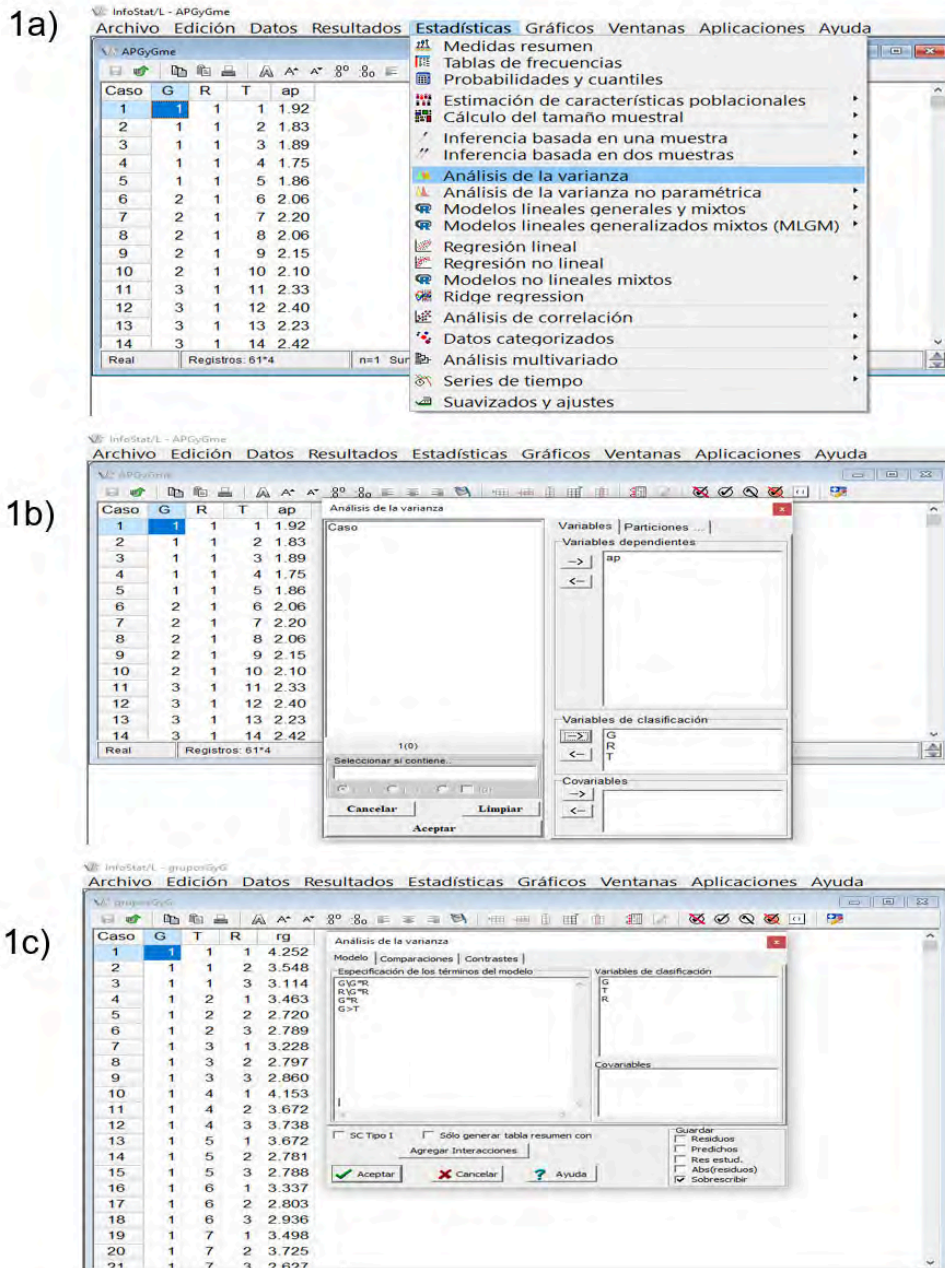 1a)
InfoStat/L - APGyGme
Archivo Edición Datos Resultados Estadísticas Gráficos Ventanas Aplicaciones Ayuda
APGyGme
Caso G R T ap
1 1 1 1 1.92
2 1 1 2 1.83
3 1 1 3 1.89
4 1 1 4 1.75
5 1 1 5 1.86
6 2 1 6 2.06
7 2 1 7 2.20
8 2 1 8 2.06
9 2 1 9 2.15
10 2 1 10 2.10
11 3 1 11 2.33
12 3 1 12 2.40
13 3 1 13 2.23
14 3 1 14 2.42
Real Registros: 61*4 n=1 Sur
Medidas resumen
Tablas de frecuencias
Probabilidades y cuantiles
Estimación de características poblacionales
Cálculo del tamaño muestral
Inferencia basada en una muestra
Inferencia basada en dos muestras
Análisis de la varianza
Análisis de la varianza no paramétrica
Modelos lineales generales y mixtos
Modelos lineales generalizados mixtos (MLGM)
Regresión lineal
Regresión no lineal
Modelos no lineales mixtos
Ridge regression
Análisis de correlación
Datos categorizados
Análisis multivariado
Series de tiempo
Suavizados y ajustes
1b)
InfoStat/L - APGyGme
Archivo Edición Datos Resultados Estadísticas Gráficos Ventanas Aplicaciones Ayuda
APGyGme
Caso G R T ap
1 1 1 1 1.92
2 1 1 2 1.83
3 1 1 3 1.89
4 1 1 4 1.75
5 1 1 5 1.86
6 2 1 6 2.06
7 2 1 7 2.20
8 2 1 8 2.06
9 2 1 9 2.15
10 2 1 10 2.10
11 3 1 11 2.33
12 3 1 12 2.40
13 3 1 13 2.23
14 3 1 14 2.42
Real Registros: 61*4
Análisis de la varianza
Caso
1(0)
Seleccionar si contiene..
Cancelar Limpiar
Aceptar
Variables Particiones ...
Variables dependientes
-->
ap
<--
Variables de clasificación
-->
G
R
<--
T
Covariables
-->
<--
1c)
InfoStat/L - gruposGyG
Archivo Edición Datos Resultados Estadísticas Gráficos Ventanas Aplicaciones Ayuda
gruposGyG
Caso G T R rg
1 1 1 1 4.252
2 1 1 2 3.548
3 1 1 3 3.114
4 1 2 1 3.463
5 1 2 2 2.720
6 1 2 3 2.789
7 1 3 1 3.228
8 1 3 2 2.797
9 1 3 3 2.860
10 1 4 1 4.153
11 1 4 2 3.672
12 1 4 3 3.738
13 1 5 1 3.672
14 1 5 2 2.781
15 1 5 3 2.788
16 1 6 1 3.337
17 1 6 2 2.803
18 1 6 3 2.936
19 1 7 1 3.498
20 1 7 2 3.725
21 1 7 3 2.627
Análisis de la varianza
Modelo Comparaciones Contrastes
Especificación de los términos del modelo
G\G*R
R\G*R
G*R
G>T
Variables de clasificación
G
T
R
Covariables
SC Tipo I Sólo generar tabla resumen con
Agregar Interacciones
Aceptar Cancelar Ayuda
Guardar
Residuos
Predichos
Res estud.
Abs(residuos)
Sobrescribir